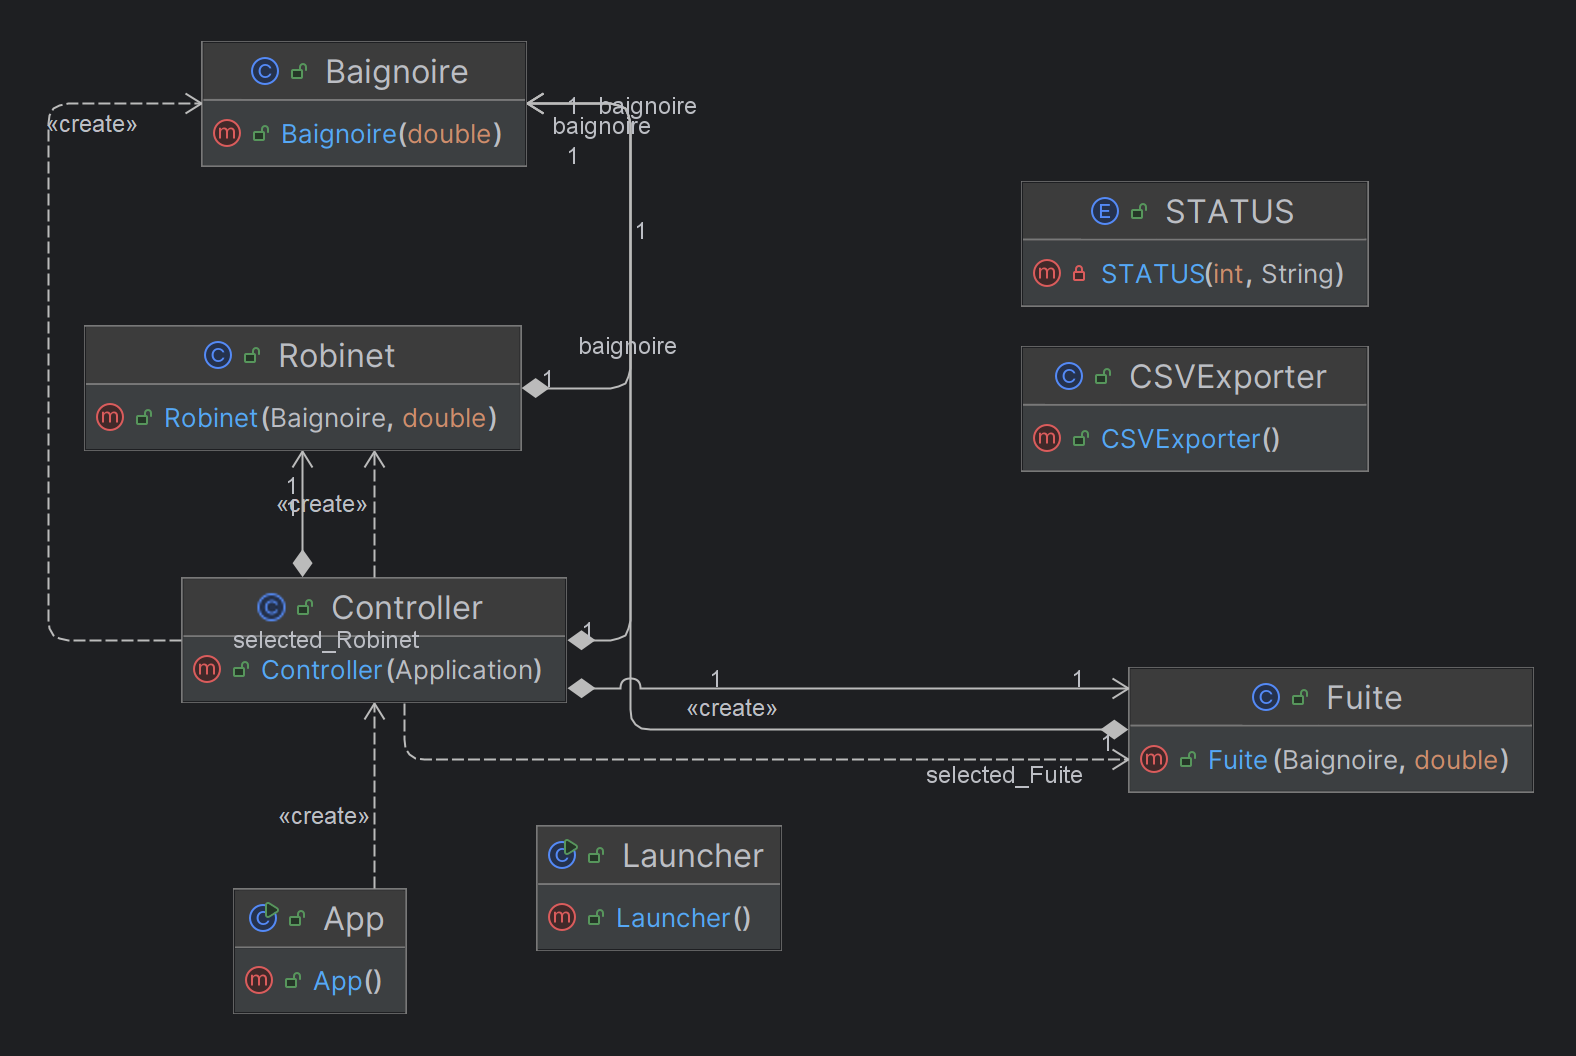 Baignoire
Baignoire(double)
«create»
1 baignoire
baignoire
1
1
STATUS
STATUS(int, String)
baignoire
Robinet
1
Robinet(Baignoire, double)
CSVExporter
CSVExporter()
1
«create»
1
Controller
1
selected_Robinet
Controller(Application)
1
1
«create»
Fuite
1
Fuite(Baignoire, double)
selected_Fuite
«create»
Launcher
Launcher()
App
App()